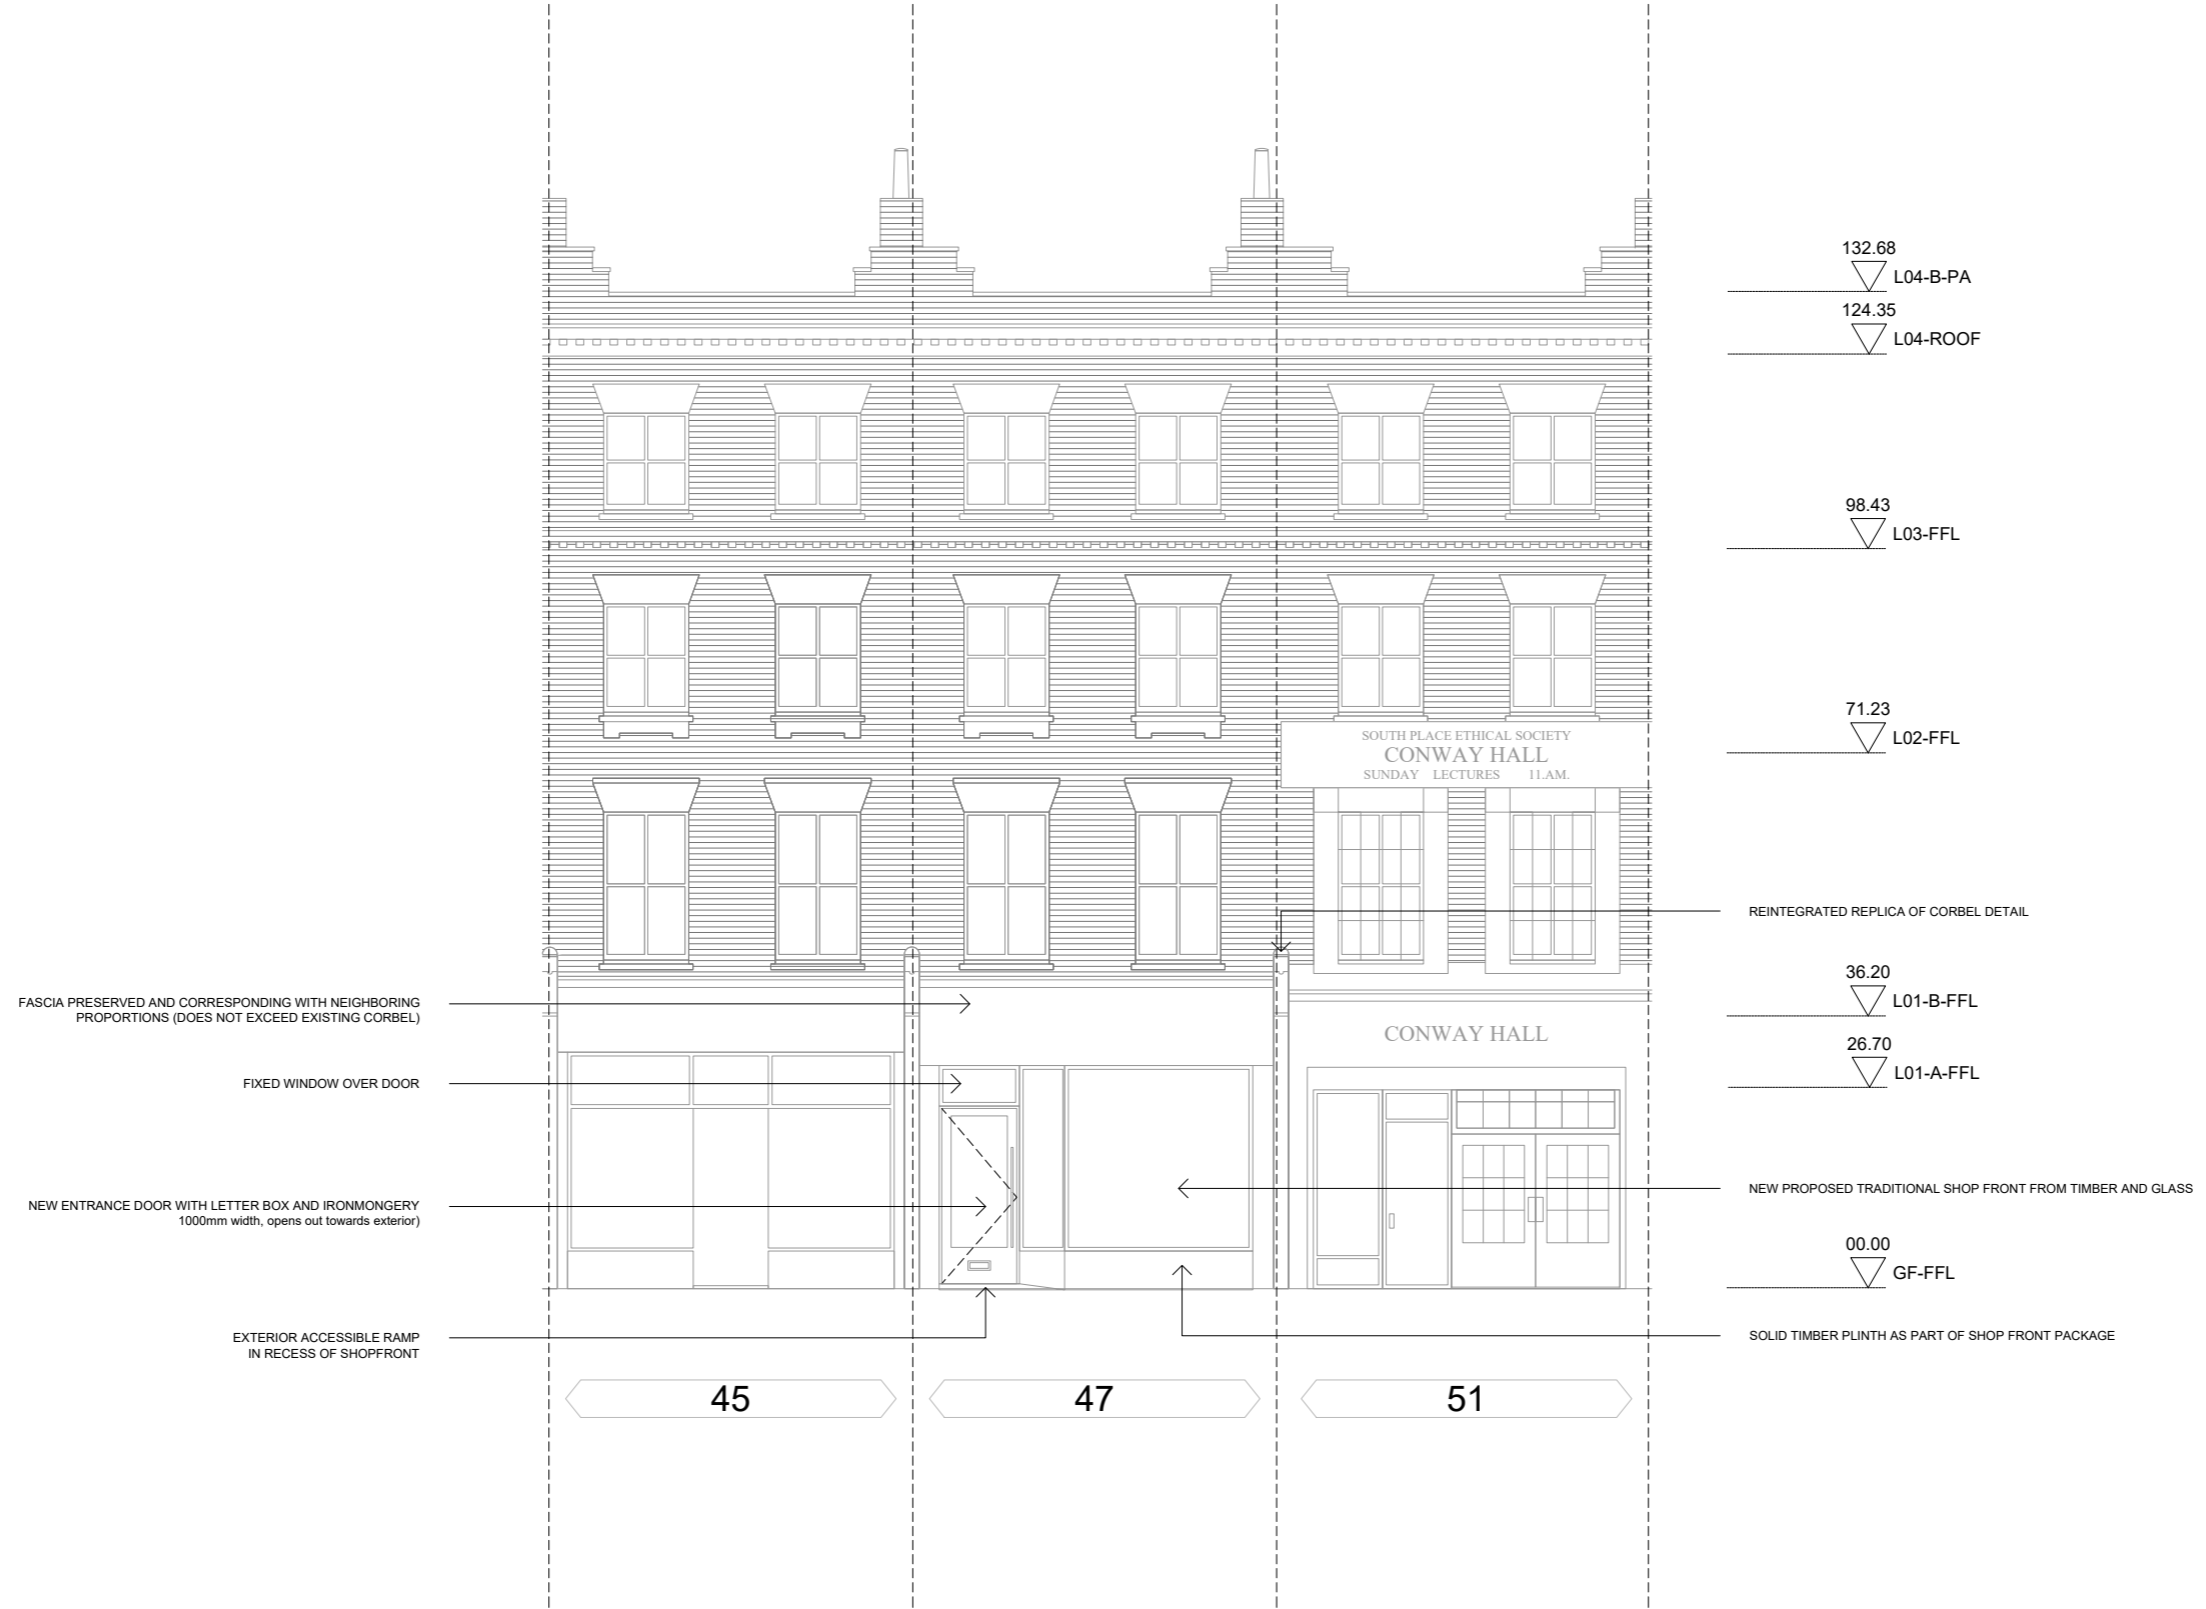 132.68
L04-B-PA
124.35
L04-ROOF
98.43
L03-FFL
71.23
L02-FFL
SOUTH PLACE ETHICAL SOCIETY
CONWAY HALL
SUNDAY LECTURES 11.AM.
REINTEGRATED REPLICA OF CORBEL DETAIL
36.20
L01-B-FFL
FASCIA PRESERVED AND CORRESPONDING WITH NEIGHBORING
PROPORTIONS (DOES NOT EXCEED EXISTING CORBEL)
CONWAY HALL
26.70
L01-A-FFL
FIXED WINDOW OVER DOOR
NEW PROPOSED TRADITIONAL SHOP FRONT FROM TIMBER AND GLASS
NEW ENTRANCE DOOR WITH LETTER BOX AND IRONMONGERY
1000mm width, opens out towards exterior)
00.00
GF-FFL
EXTERIOR ACCESSIBLE RAMP
IN RECESS OF SHOPFRONT
SOLID TIMBER PLINTH AS PART OF SHOP FRONT PACKAGE
45
47
51